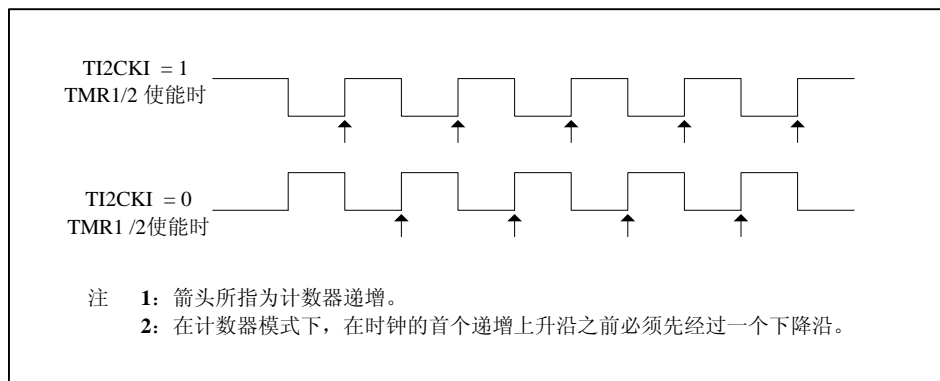 TI2CKI = 1
TMR1/2 使能时
TI2CKI = 0
TMR1 /2使能时
注 1：箭头所指为计数器递增。
2：在计数器模式下，在时钟的首个递增上升沿之前必须先经过一个下降沿。